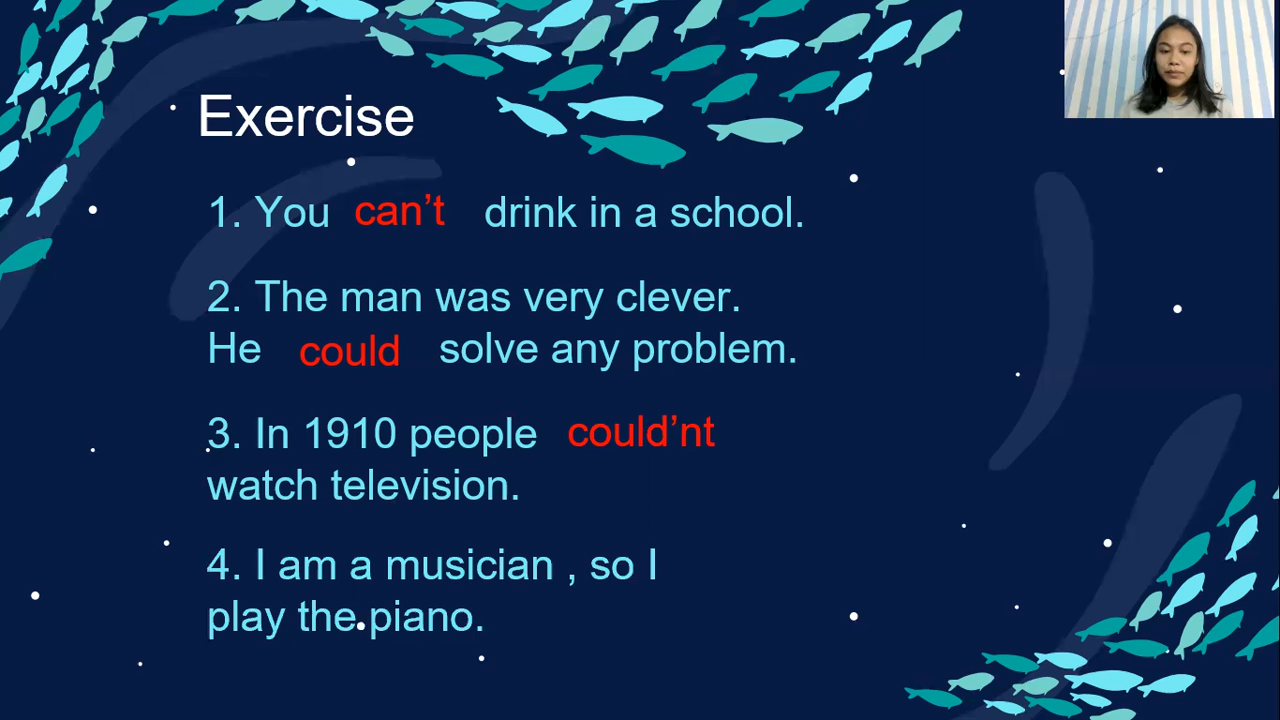 Exercise
1. You can't drink in a school.
2. The man was very clever.
He could solve any problem.
3. In 1910 people could'nt
watch television.
4. I am a musician , so I
play the piano.